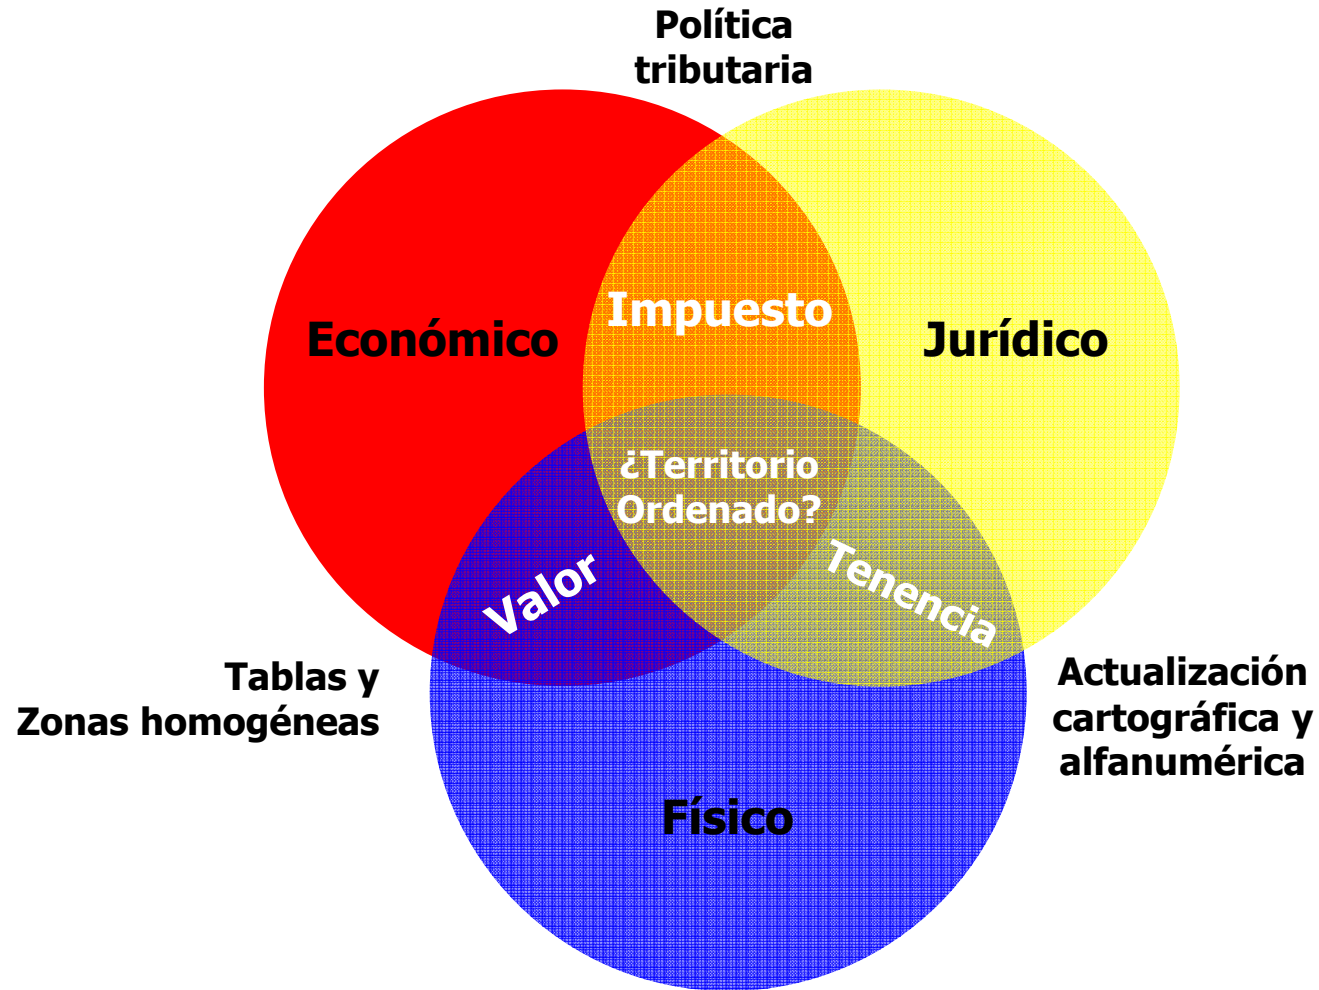 Política
tributaria
Económico
Impuesto
Jurídico
¿Territorio
Ordenado?
Valor
Tenencia
Tablas y
Zonas homogéneas
Actualización
cartográfica y
alfanumérica
Físico